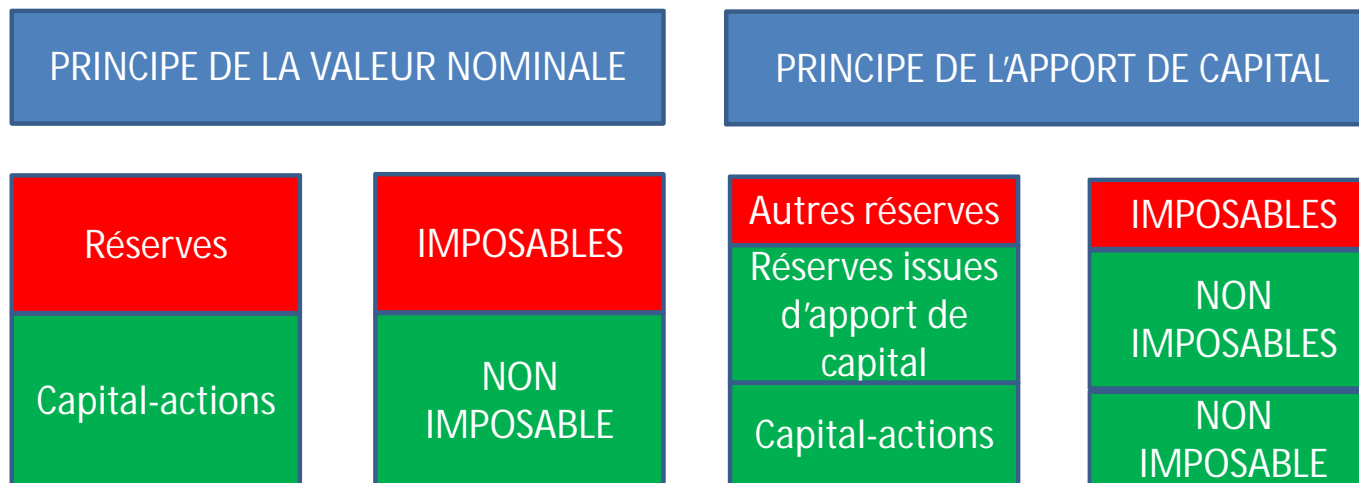 PRINCIPE DE LA VALEUR NOMINALE
PRINCIPE DE L'APPORT DE CAPITAL
Réserves
IMPOSABLES
Capital-actions
NON
IMPOSABLE
Autres réserves
IMPOSABLES
Réserves issues
d'apport de
capital
NON
IMPOSABLES
Capital-actions
NON
IMPOSABLE